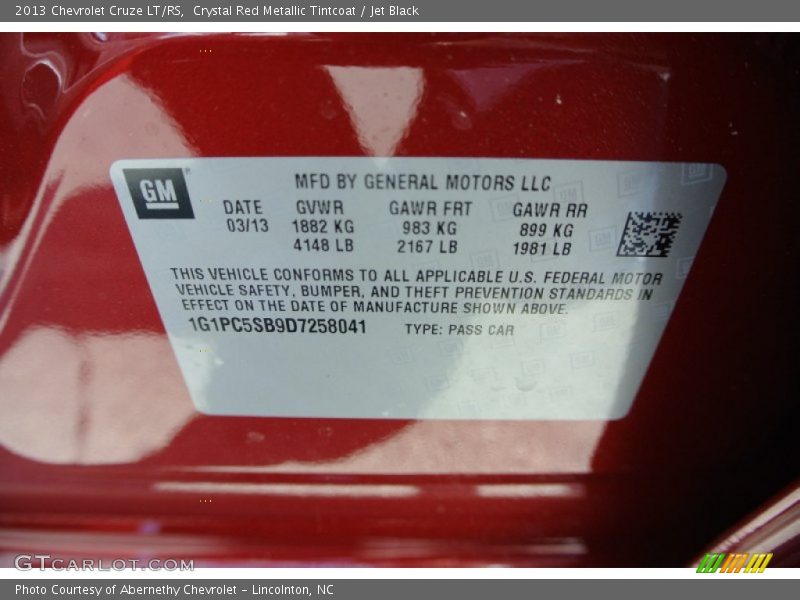 2013 Chevrolet Cruze LT/RS, Crystal Red Metallic Tintcoat / Jet Black
GM
MFD BY GENERAL MOTORS LLC
DATE GVWR GAWR FRT GAWR RR
03/13 1882 KG 983 KG 899 KG
4148 LB 2167 LB 1981 LB
THIS VEHICLE CONFORMS TO ALL APPLICABLE U.S. FEDERAL MOTOR
VEHICLE SAFETY, BUMPER, AND THEFT PREVENTION STANDARDS IN
EFFECT ON THE DATE OF MANUFACTURE SHOWN ABOVE.
1G1PC5SB9D7258041 TYPE: PASS CAR
GTcarlot.com
Photo Courtesy of Abernethy Chevrolet - Lincolnton, NC